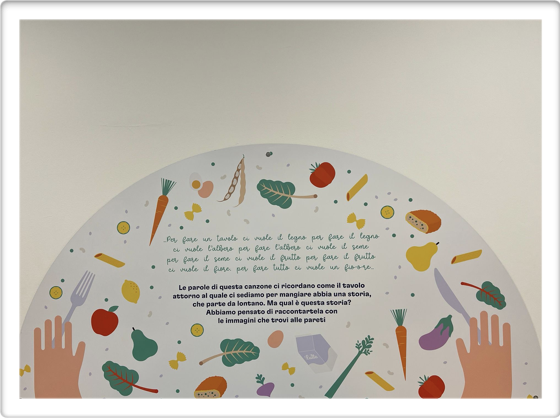 Per fare un tavolo ci vuole il legno per fare il legno
ci vuole l'albero per fare l'albero ci vuole il seme
per fare il seme ci vuole il frutto per fare il frutto
ci vuole il fiore, per fare tutto ci vuole un fio-o-re...
Le parole di questa canzone ci ricordano come il tavolo
attorno al quale ci sediamo per mangiare abbia una storia,
che parte da lontano. Ma qual è questa storia?
Abbiamo pensato di raccontartela con
le immagini che trovi alle pareti